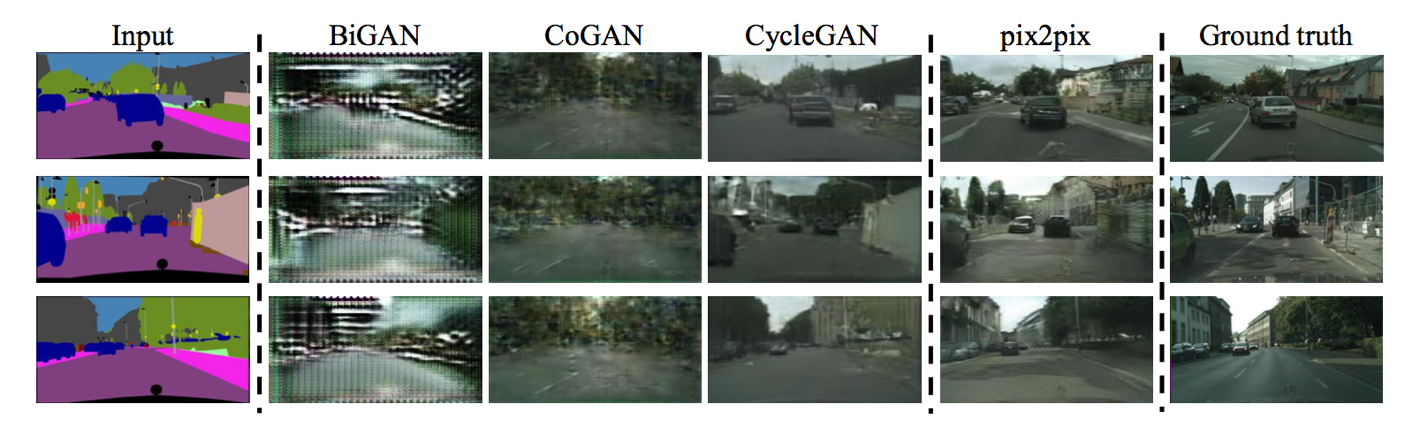 Input BiGAN CoGAN CycleGAN pix2pix Ground truth